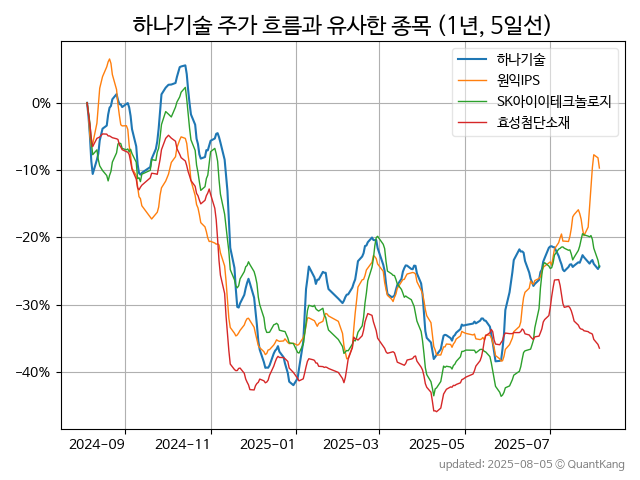 하나기술 주가 흐름과 유사한 종목 (1년, 5일선)
하나기술
원익IPS
SK아이이테크놀로지
효성첨단소재
0%
−10%
−20%
−30%
−40%
2024−09
2024−11
2025−01
2025−03
2025−05
2025−07
updated: 2025-08-05 © QuantKang